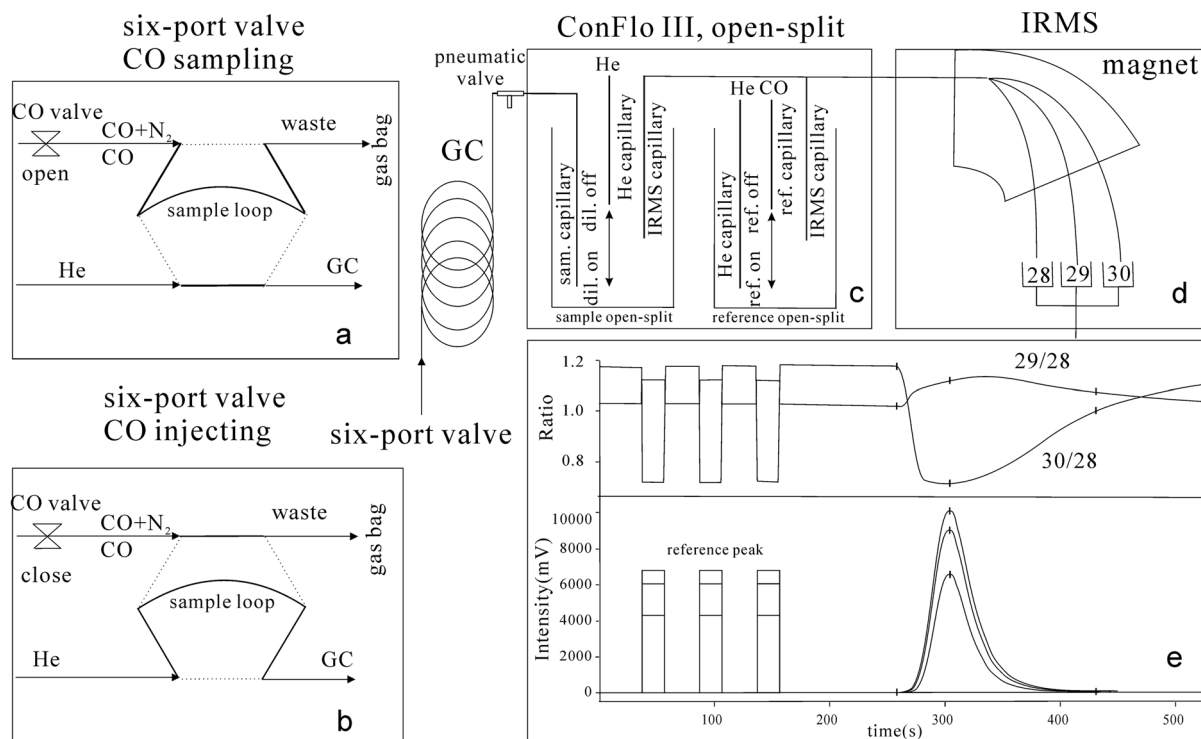 six-port valve
CO sampling
CO valve
open
CO+N₂
CO
waste
gas bag
sample loop
He
GC
a
six-port valve
CO injecting
CO valve
close
CO+N₂
CO
waste
gas bag
sample loop
He
GC
b
pneumatic
valve
GC
six-port valve
ConFlo III, open-split
He
sam. capillary
dil. on
dil. off
He capillary
IRMS capillary
sample open-split
He CO
He capillary
ref. on
ref. off
ref. capillary
IRMS capillary
reference open-split
c
IRMS
magnet
28
29
30
d
Ratio
1.2
1.0
0.8
29/28
30/28
Intensity(mV)
10000
8000
6000
4000
2000
0
reference peak
e
100
200
300
400
500
time(s)